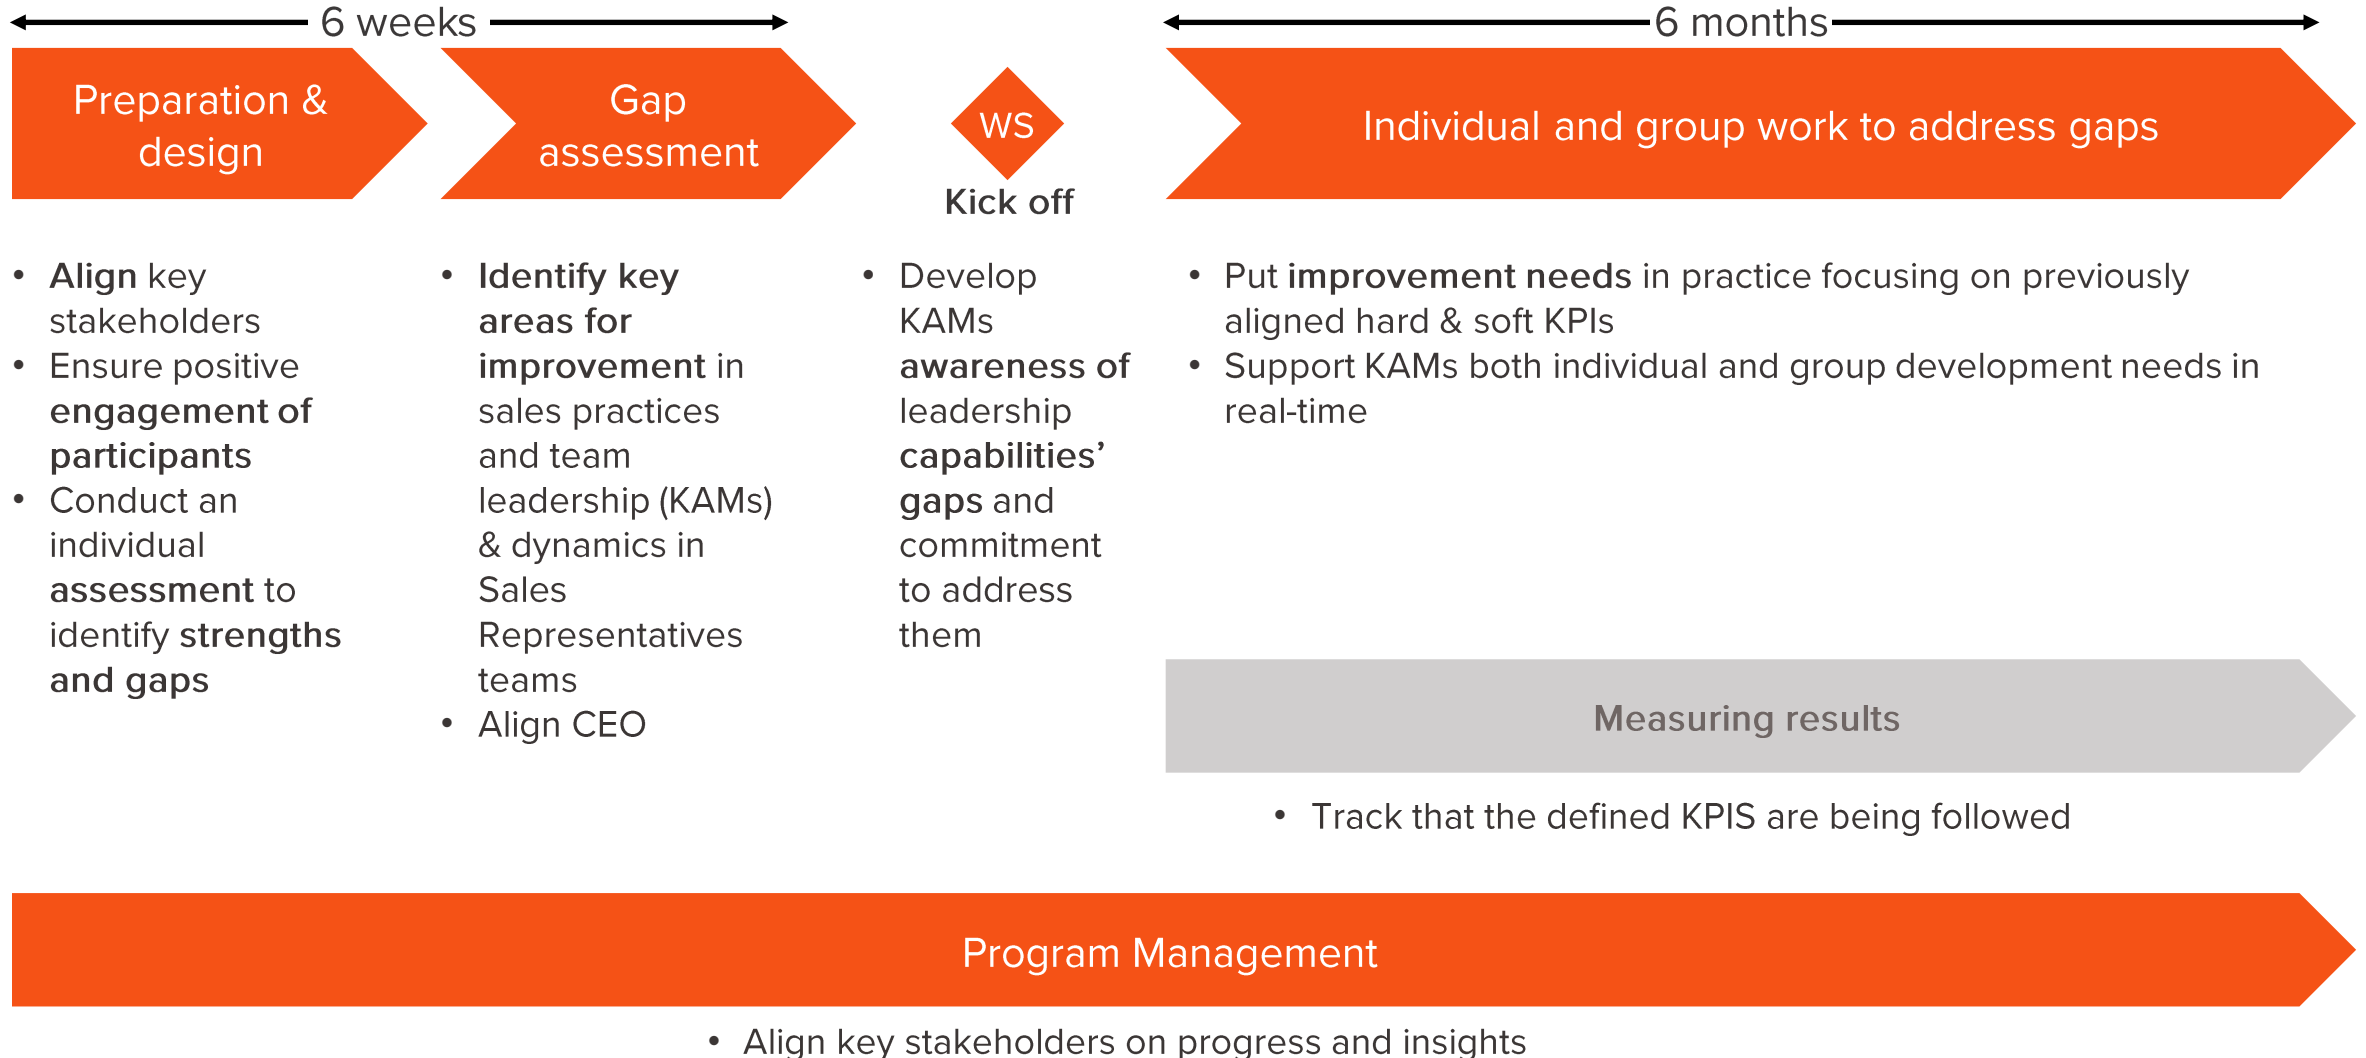 6 weeks
6 months
Preparation &
design
Gap
assessment
WS
Kick off
Individual and group work to address gaps
• Align key
stakeholders
• Ensure positive
engagement of
participants
• Conduct an
individual
assessment to
identify strengths
and gaps
• Identify key
areas for
improvement in
sales practices
and team
leadership (KAMs)
& dynamics in
Sales
Representatives
teams
• Align CEO
• Develop
KAMs
awareness of
leadership
capabilities’
gaps and
commitment
to address
them
• Put improvement needs in practice focusing on previously
aligned hard & soft KPIs
• Support KAMs both individual and group development needs in
real-time
Measuring results
• Track that the defined KPIS are being followed
Program Management
• Align key stakeholders on progress and insights